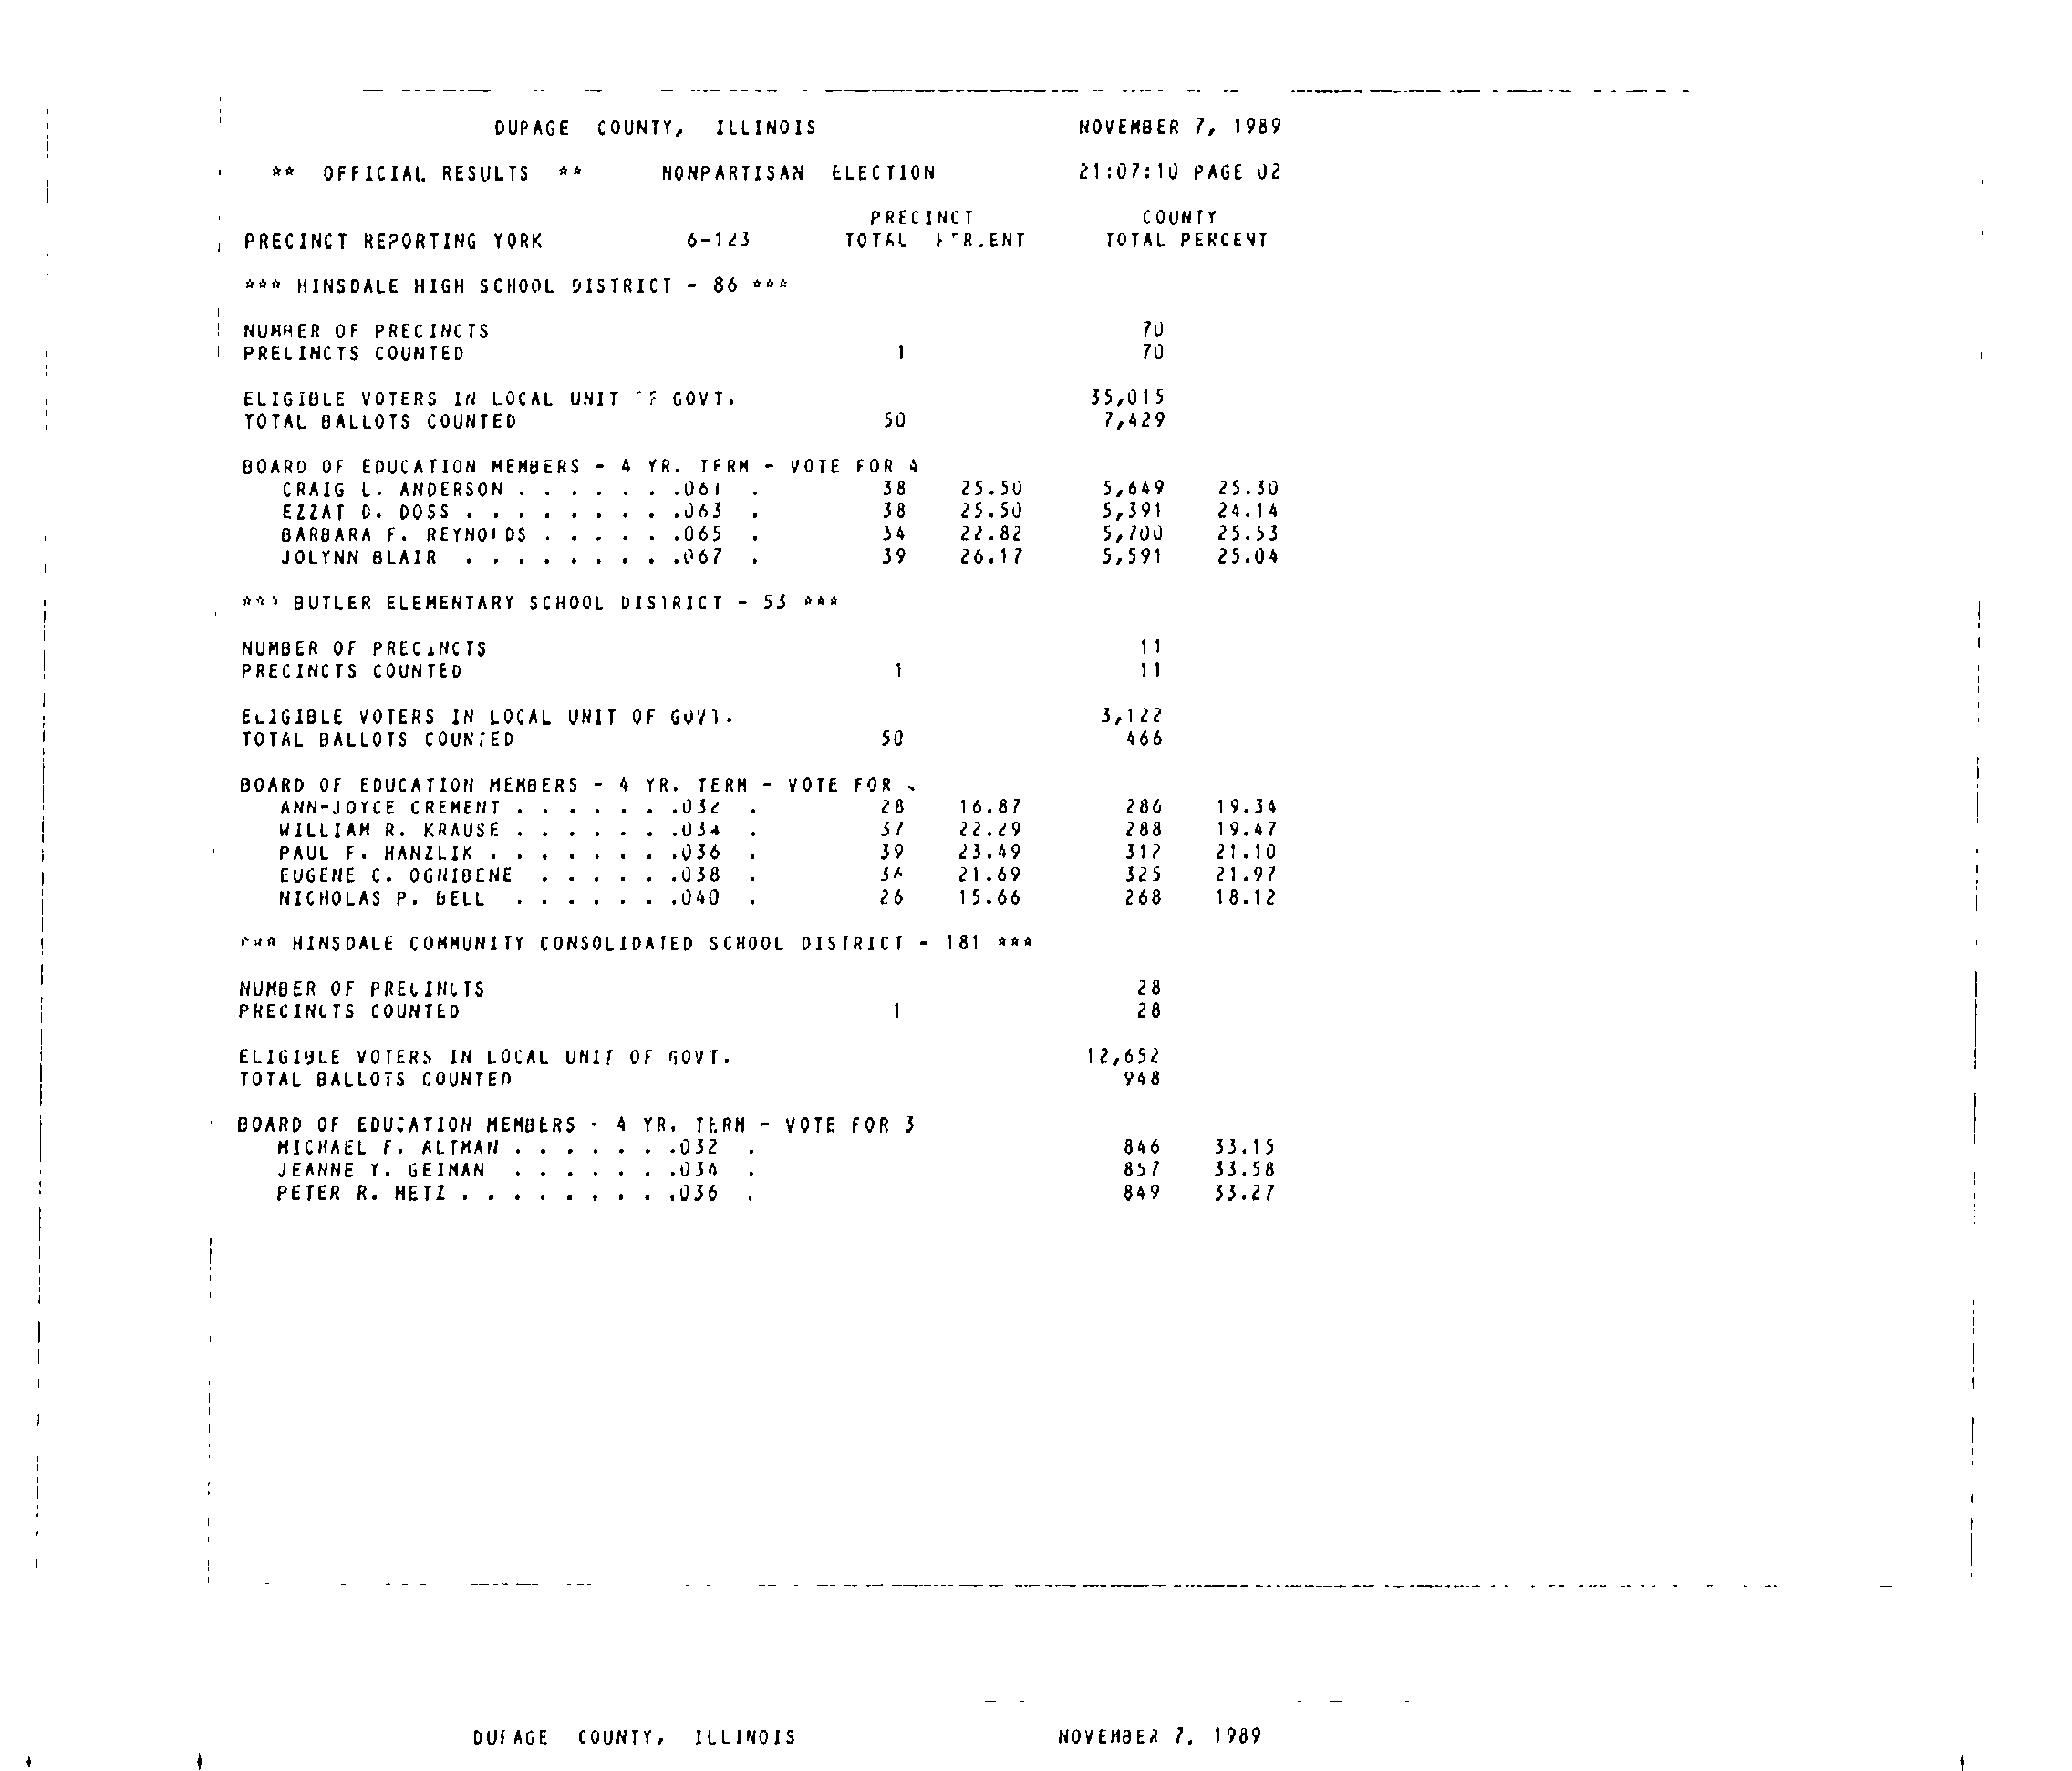 DUPAGE COUNTY, ILLINOIS NOVEMBER 7, 1989
** OFFICIAL RESULTS ** NONPARTISAN ELECTION 21:07:10 PAGE 02
PRECINCT COUNTY
PRECINCT REPORTING YORK 6-123 TOTAL TOTAL PERCENT
*** HINSDALE HIGH SCHOOL DISTRICT - 86 ***
NUMBER OF PRECINCTS 70
PRECINCTS COUNTED 1 70
ELIGIBLE VOTERS IN LOCAL UNIT OF GOVT. 35,015
TOTAL BALLOTS COUNTED 50 7,429
BOARD OF EDUCATION MEMBERS - 4 YR. TERM - VOTE FOR 4
CRAIG L. ANDERSON . . . . . . .061 . 38 25.50 5,649 25.30
EZZAT D. DOSS . . . . . . . . .063 . 38 25.50 5,391 24.14
BARBARA F. REYNOLDS . . . . . .065 . 34 22.82 5,700 25.53
JOLYNN BLAIR . . . . . . . . .067 . 39 26.17 5,591 25.04
*** BUTLER ELEMENTARY SCHOOL DISTRICT - 53 ***
NUMBER OF PRECINCTS 11
PRECINCTS COUNTED 1 11
ELIGIBLE VOTERS IN LOCAL UNIT OF GOVT. 3,122
TOTAL BALLOTS COUNTED 50 466
BOARD OF EDUCATION MEMBERS - 4 YR. TERM - VOTE FOR
ANN-JOYCE CREMENT . . . . . . .032 . 28 16.87 286 19.34
WILLIAM R. KRAUSE . . . . . . .034 . 37 22.29 288 19.47
PAUL F. HANZLIK . . . . . . . .036 . 39 23.49 312 21.10
EUGENE C. OGNIBENE . . . . . .038 . 36 21.69 325 21.97
NICHOLAS P. BELL . . . . . . .040 . 26 15.66 268 18.12
*** HINSDALE COMMUNITY CONSOLIDATED SCHOOL DISTRICT - 181 ***
NUMBER OF PRECINCTS 28
PRECINCTS COUNTED 1 28
ELIGIBLE VOTERS IN LOCAL UNIT OF GOVT. 12,652
TOTAL BALLOTS COUNTED 948
BOARD OF EDUCATION MEMBERS - 4 YR. TERM - VOTE FOR 3
MICHAEL F. ALTMAN . . . . . . .032 . 846 33.15
JEANNE Y. GEIMAN . . . . . . .034 . 857 33.58
PETER R. METZ . . . . . . . . .036 . 849 33.27
DUPAGE COUNTY, ILLINOIS NOVEMBER 7, 1989